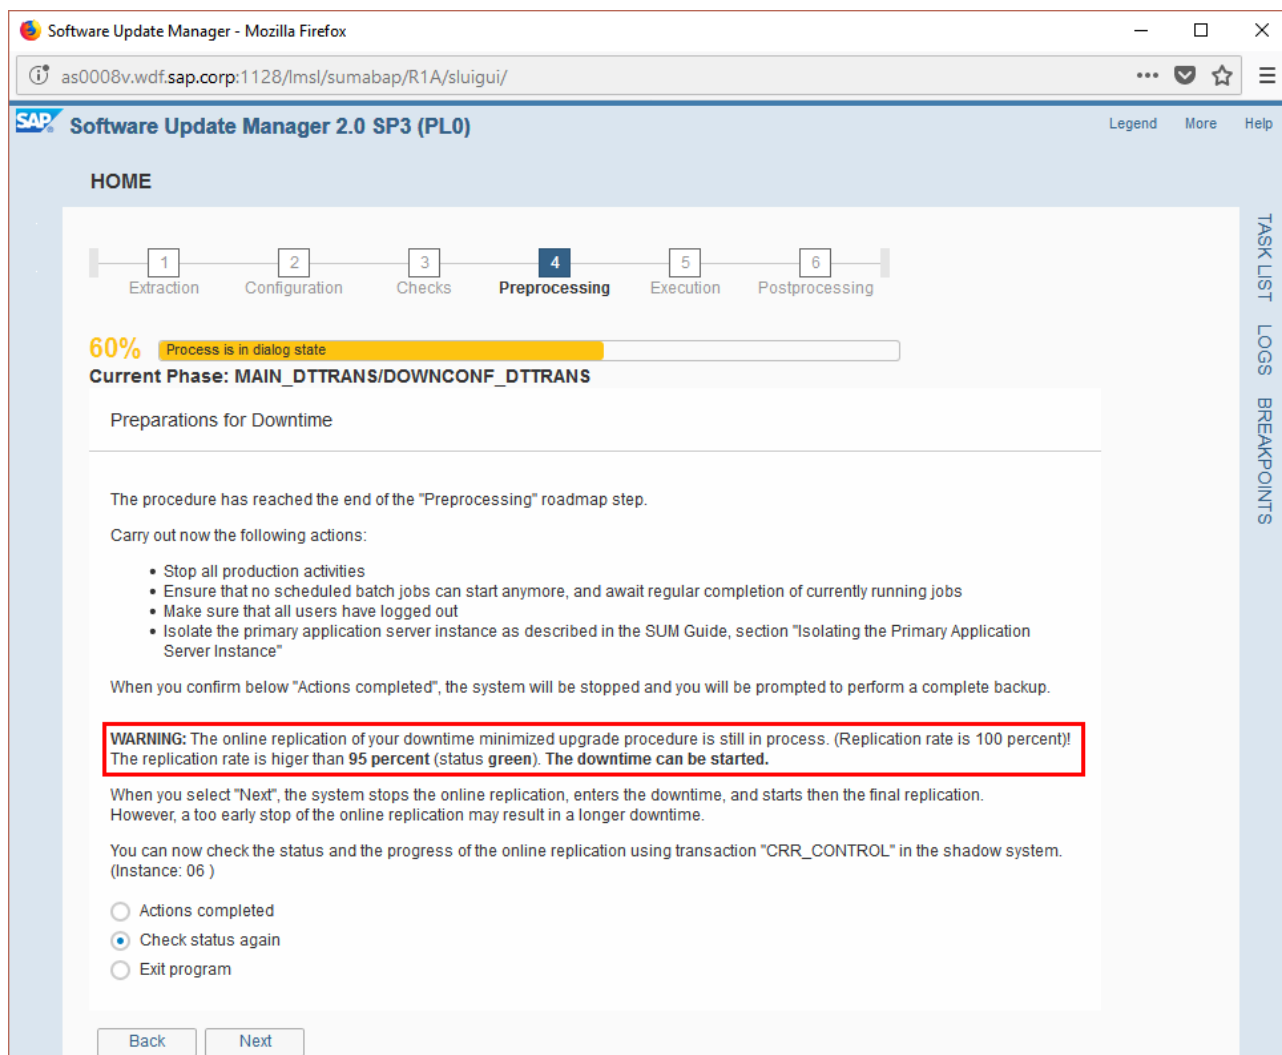 Software Update Manager - Mozilla Firefox
as0008v.wdf.sap.corp:1128/lmsl/sumabap/R1A/sluigui/
SAP Software Update Manager 2.0 SP3 (PL0)
Legend More Help
HOME
1 2 3 4 5 6
Extraction Configuration Checks Preprocessing Execution Postprocessing
60% Process is in dialog state
Current Phase: MAIN_DTTRANS/DOWNCONF_DTTRANS
Preparations for Downtime
The procedure has reached the end of the "Preprocessing" roadmap step.
Carry out now the following actions:
• Stop all production activities
• Ensure that no scheduled batch jobs can start anymore, and await regular completion of currently running jobs
• Make sure that all users have logged out
• Isolate the primary application server instance as described in the SUM Guide, section "Isolating the Primary Application
Server Instance"
When you confirm below "Actions completed", the system will be stopped and you will be prompted to perform a complete backup.
WARNING: The online replication of your downtime minimized upgrade procedure is still in process. (Replication rate is 100 percent)!
The replication rate is higer than 95 percent (status green). The downtime can be started.
When you select "Next", the system stops the online replication, enters the downtime, and starts then the final replication.
However, a too early stop of the online replication may result in a longer downtime.
You can now check the status and the progress of the online replication using transaction "CRR_CONTROL" in the shadow system.
(Instance: 06 )
Actions completed
Check status again
Exit program
Back Next
TASK LIST
LOGS
BREAKPOINTS